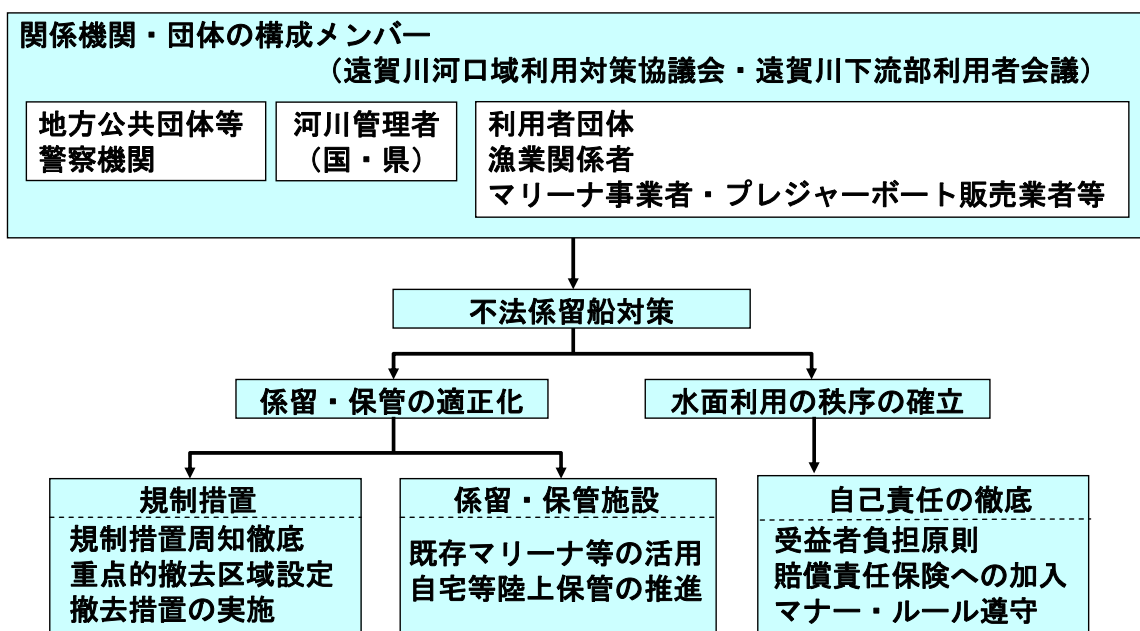 関係機関・団体の構成メンバー
（遠賀川河口域利用対策協議会・遠賀川下流部利用者会議）
地方公共団体等
警察機関
河川管理者
（国・県）
利用者団体
漁業関係者
マリーナ事業者・プレジャーボート販売業者等
不法係留船対策
係留・保管の適正化
水面利用の秩序の確立
規制措置
規制措置周知徹底
重点的撤去区域設定
撤去措置の実施
係留・保管施設
既存マリーナ等の活用
自宅等陸上保管の推進
自己責任の徹底
受益者負担原則
賠償責任保険への加入
マナー・ルール遵守